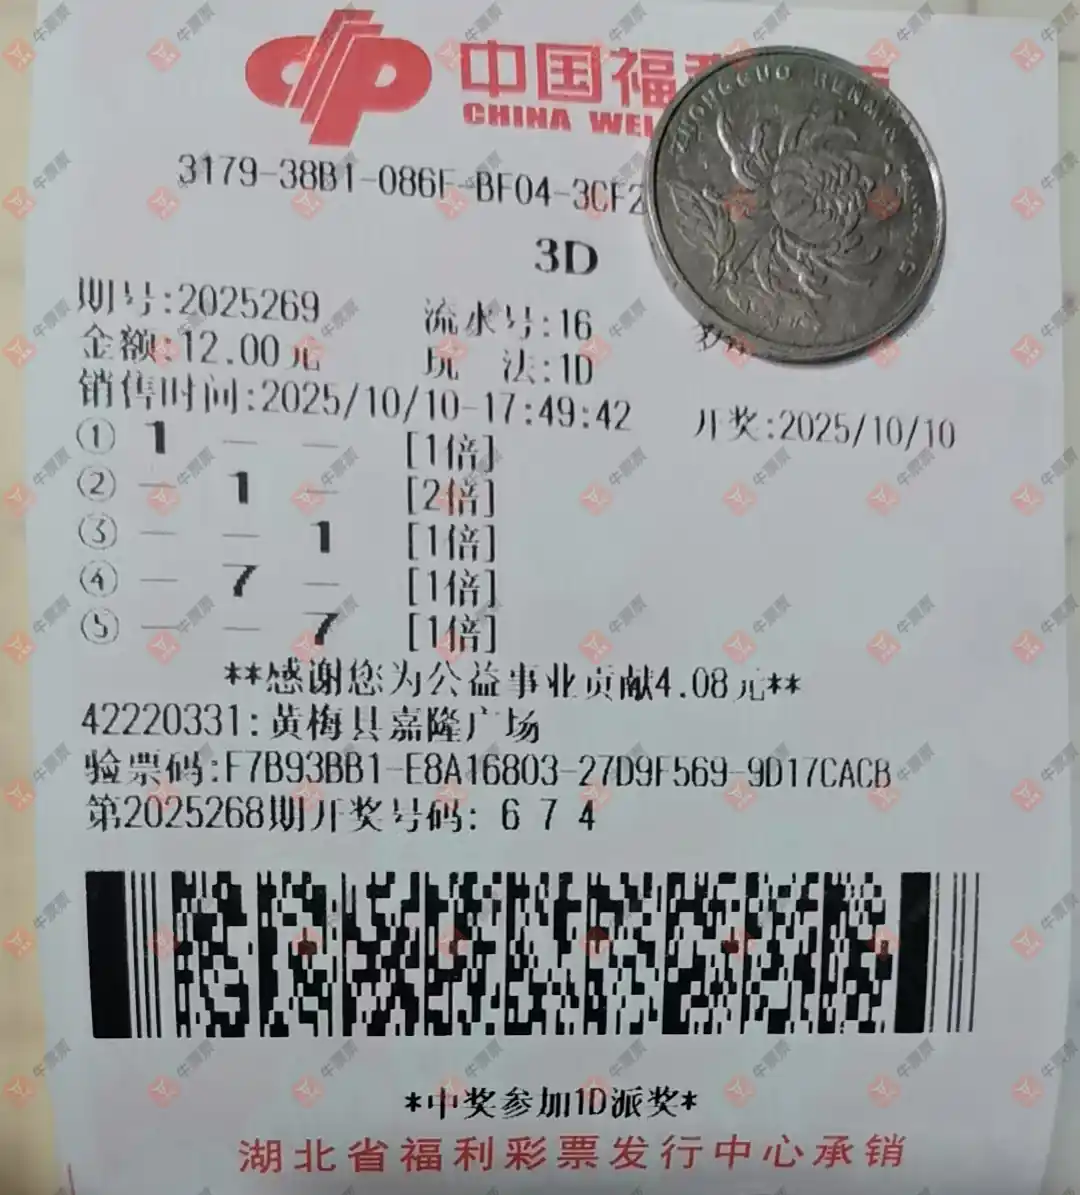 中国福
CHINA WEL
ZHONGGUO RENMIN
3179-38B1-086F-BF04-3CF2
3D
期号:2025269 流水号:16
金额:12.00元 玩 法:1D
销售时间:2025/10/10-17:49:42 开奖:2025/10/10
① 1 — — [1倍]
② — 1 — [2倍]
③ — — 1 [1倍]
④ — 7 — [1倍]
⑤ — — 7 [1倍]
**感谢您为公益事业贡献4.08元**
42220331:黄梅县嘉隆广场
验票码:F7B93BB1-E8A16803-27D9F569-9D17CACB
第2025268期开奖号码: 6 7 4
*中奖参加1D派奖*
湖北省福利彩票发行中心承销
牛票票